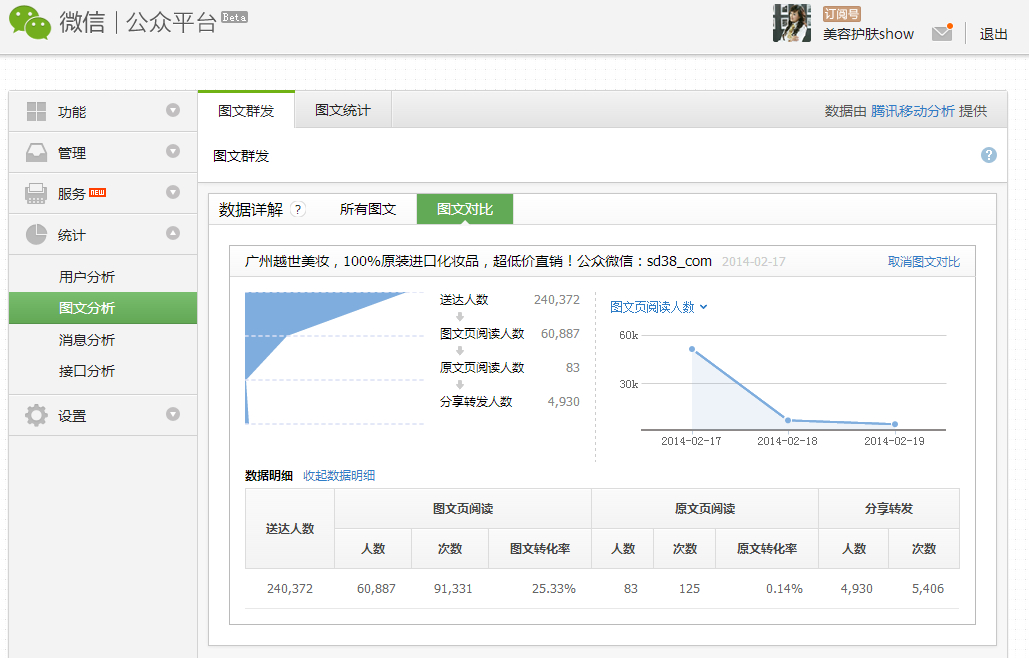 微信 | 公众平台 Beta
订阅号
美容护肤show
退出
功能
管理
服务 NEW
统计
用户分析
图文分析
消息分析
接口分析
设置
图文群发 图文统计 数据由 腾讯移动分析 提供
图文群发 ?
数据详解 ? 所有图文 图文对比
广州越世美妆，100%原装进口化妆品，超低价直销！公众微信：sd38_com 2014-02-17 取消图文对比
送达人数 240,372
图文页阅读人数 60,887
原文页阅读人数 83
分享转发人数 4,930
图文页阅读人数
60k
30k
2014-02-17 2014-02-18 2014-02-19
数据明细 收起数据明细
送达人数 图文页阅读 原文页阅读 分享转发
人数 次数 图文转化率 人数 次数 原文转化率 人数 次数
240,372 60,887 91,331 25.33% 83 125 0.14% 4,930 5,406